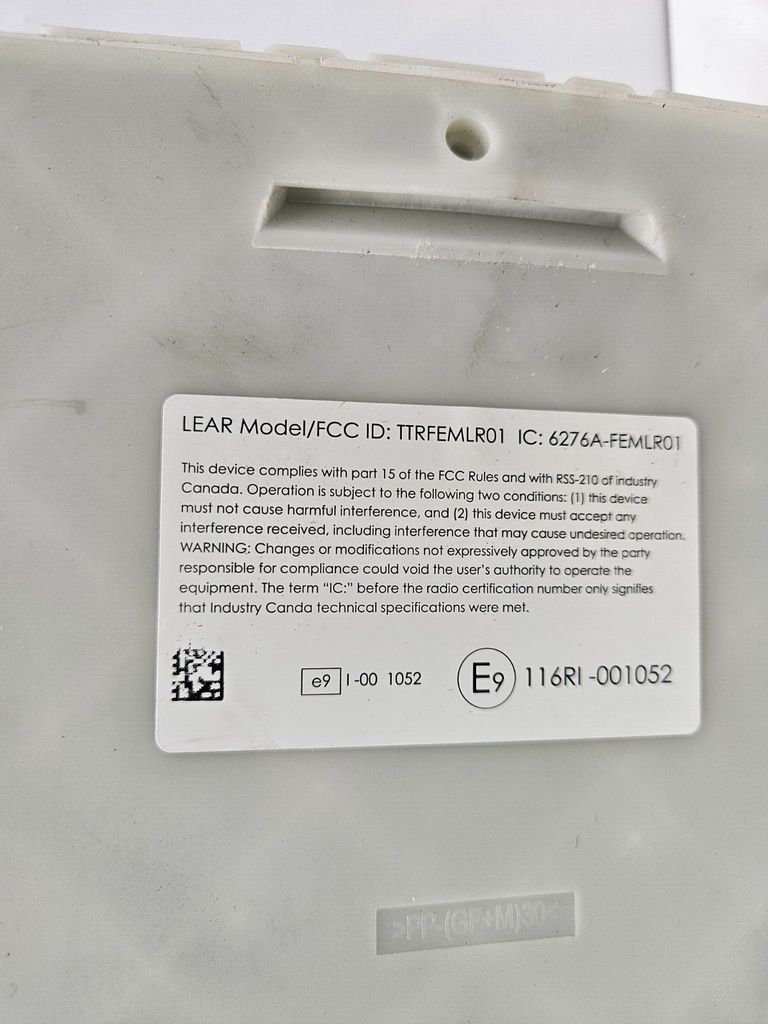 LEAR Model/FCC ID: TTRFEMLR01 IC: 6276A-FEMLR01
This device complies with part 15 of the FCC Rules and with RSS-210 of industry
Canada. Operation is subject to the following two conditions: (1) this device
must not cause harmful interference, and (2) this device must accept any
interference received, including interference that may cause undesired operation.
WARNING: Changes or modifications not expressively approved by the party
responsible for compliance could void the user's authority to operate the
equipment. The term "IC:" before the radio certification number only signifies
that Industry Canda technical specifications were met.
e9 I-00 1052 E9 116RI-001052
>PP-(GF+M)30<